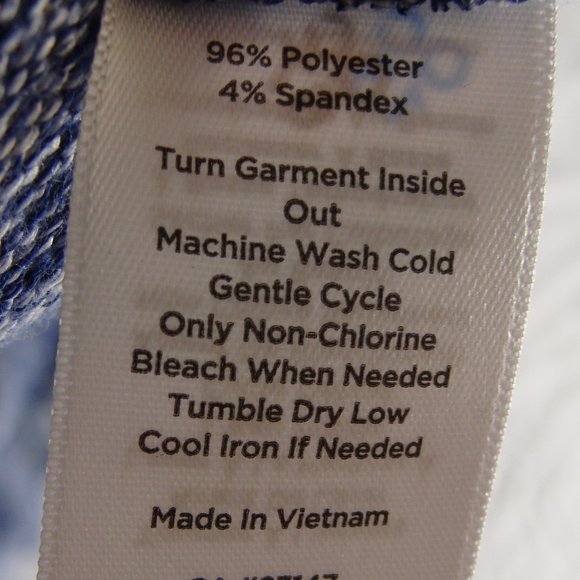 96% Polyester
4% Spandex
Turn Garment Inside
Out
Machine Wash Cold
Gentle Cycle
Only Non-Chlorine
Bleach When Needed
Tumble Dry Low
Cool Iron If Needed
Made In Vietnam